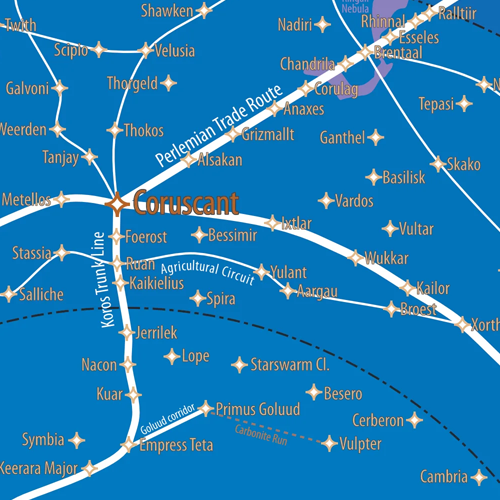 Shawken
Kingali
Nebula
Ralltiir
Rhinnal
Twith
Nadiri
Esseles
Scipio
Velusia
Brentaal
Chandrila
Galvoni
Thorgeld
Corulag
N
Tepasi
Anaxes
Perlemian Trade Route
Weerden
Thokos
Grizmallt
Ganthel
Tanjay
Alsakan
Skako
Basilisk
Metellos
Coruscant
Vardos
Ixtlar
Foerost
Bessimir
Vultar
Stassia
Koros Trunk Line
Ruan
Agricultural Circuit
Yulant
Wukkar
Kaikielius
Salliche
Spira
Aargau
Kailor
Broest
Xorth
Jerrilek
Lope
Nacon
Starswarm Cl.
Kuar
Besero
Goluud corridor
Primus Goluud
Cerberon
Carbonite Run
Symbia
Empress Teta
Vulpter
Keerara Major
Cambria